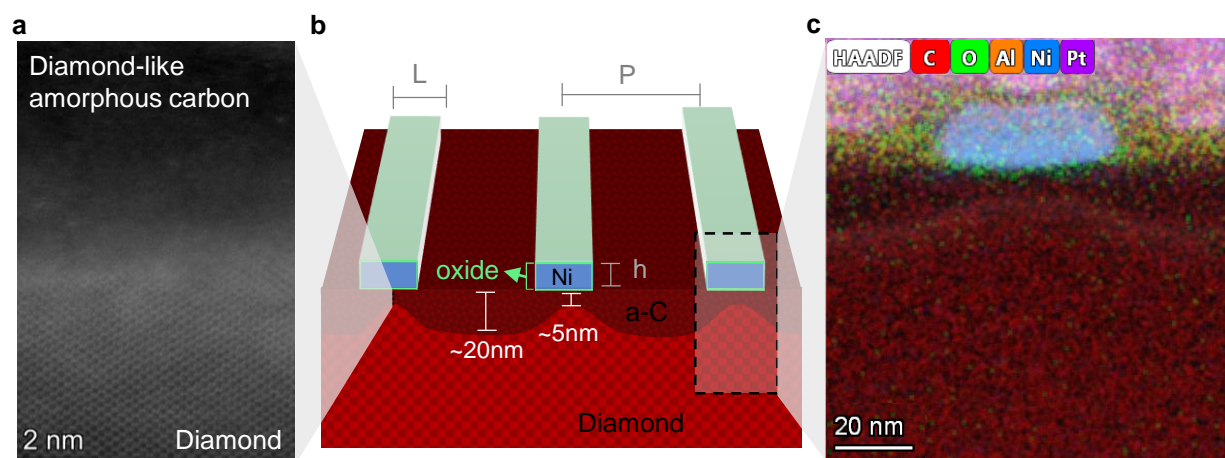 a
Diamond-like
amorphous carbon
2 nm
Diamond
b
L
P
oxide
Ni
h
a-C
~20nm
~5nm
Diamond
c
HAADF C O Al Ni Pt
20 nm